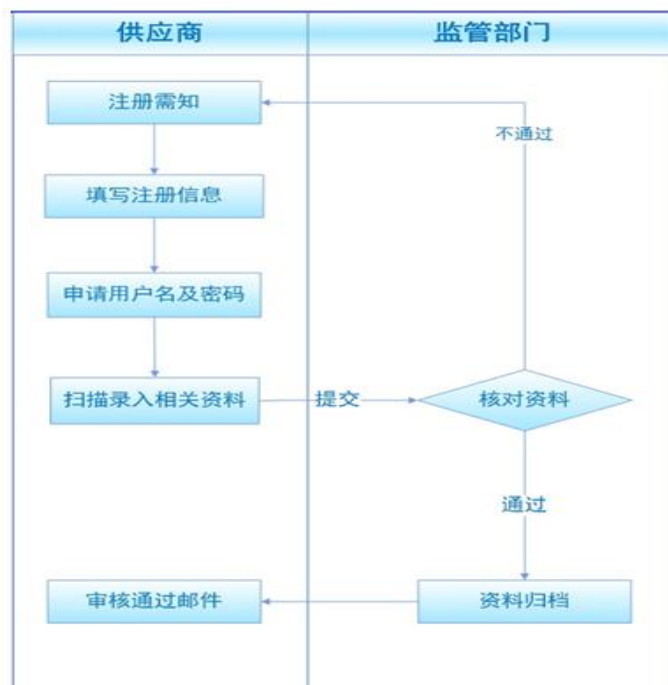 供应商
监管部门
注册需知
不通过
填写注册信息
申请用户名及密码
扫描录入相关资料
提交
核对资料
通过
审核通过邮件
资料归档